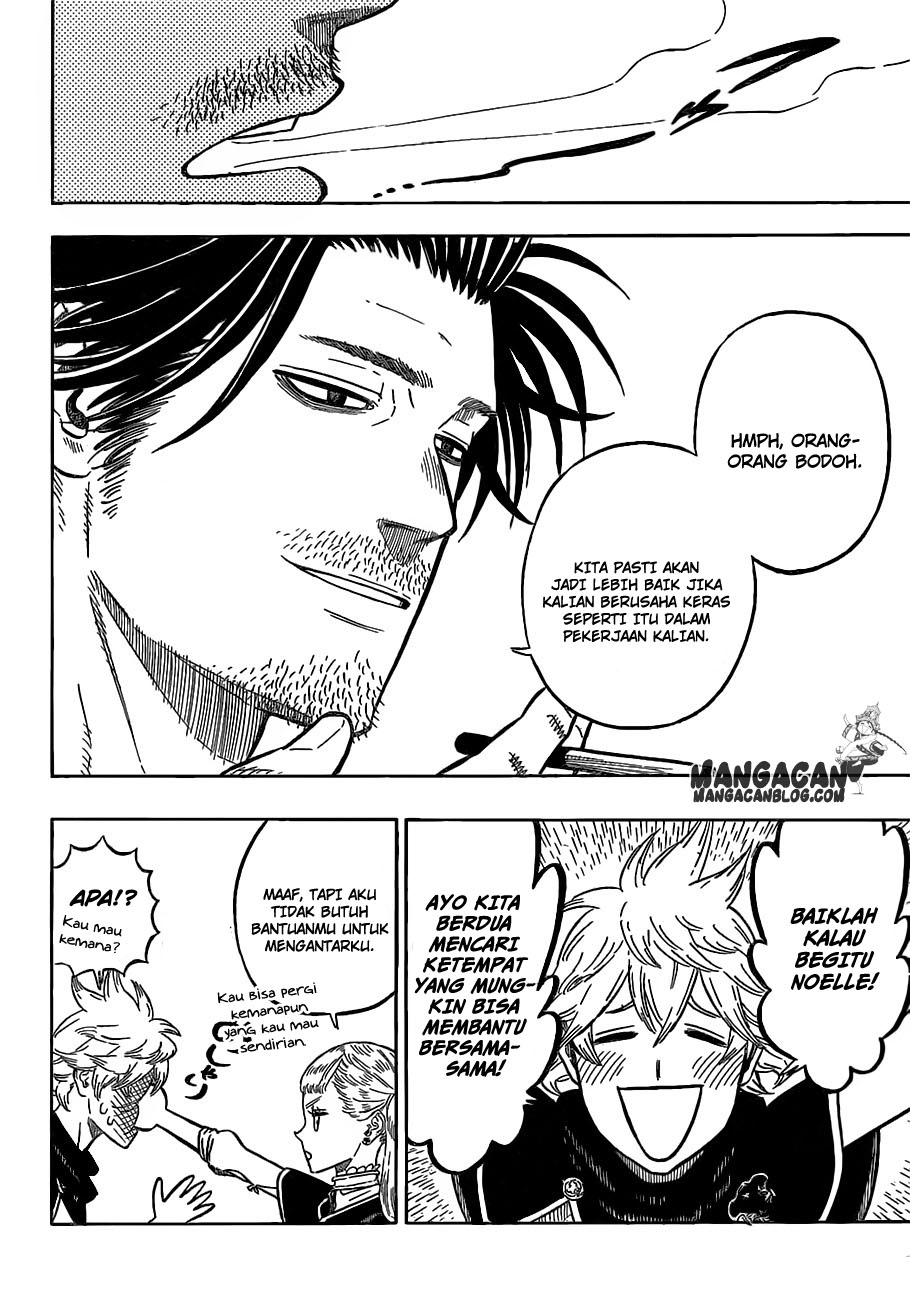 HMPH, ORANG-
ORANG BODOH.
KITA PASTI AKAN
JADI LEBIH BAIK JIKA
KALIAN BERUSAHA KERAS
SEPERTI ITU DALAM
PEKERJAAN KALIAN.
MANGACAN
MANGACANBLOG.COM
BAIKLAH
KALAU
BEGITU
NOELLE!
AYO KITA
BERDUA
MENCARI
KETEMPAT
YANG MUNG-
KIN BISA
MEMBANTU
BERSAMA-
SAMA!
MAAF, TAPI AKU
TIDAK BUTUH
BANTUANMU UNTUK
MENGANTARKU.
Kau bisa pergi
kemanapun
yang kau mau
sendirian.
APA!?
Kau mau
kemana?